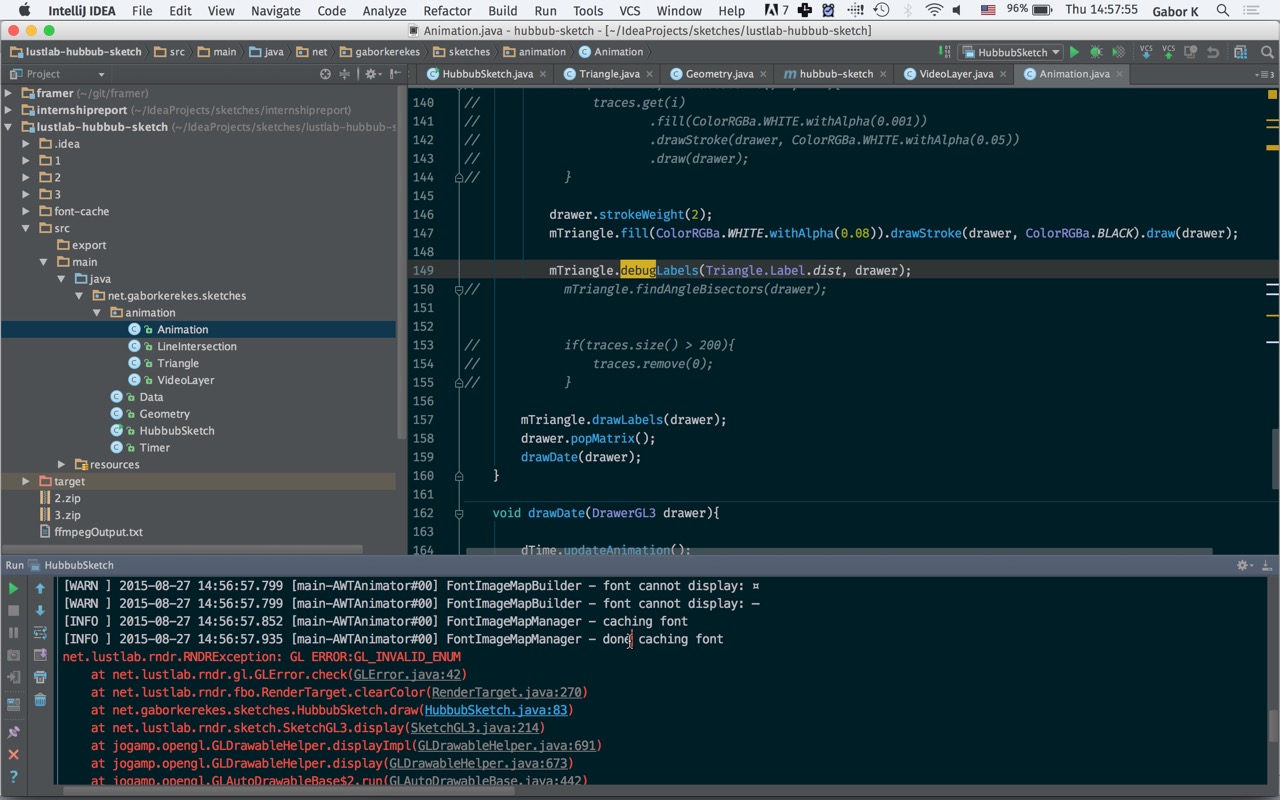 IntelliJ IDEA File Edit View Navigate Code Analyze Refactor Build Run Tools VCS Window Help 7 96% Thu 14:57:55 Gabor K
Animation.java - hubbub-sketch - [~/IdeaProjects/sketches/lustlab-hubbub-sketch]
lustlab-hubbub-sketch src main java net gaborkerekes sketches animation Animation HubbubSketch VCS VCS
Project
HubbubSketch.java Triangle.java Geometry.java m hubbub-sketch VideoLayer.java Animation.java
framer (~/git/framer)
internshipreport (~/IdeaProjects/sketches/internshipreport)
lustlab-hubbub-sketch (~/IdeaProjects/sketches/lustlab-hubbub-s
.idea
1
2
3
font-cache
src
export
main
java
net.gaborkerekes.sketches
animation
Animation
LineIntersection
Triangle
VideoLayer
Data
Geometry
HubbubSketch
Timer
resources
target
2.zip
3.zip
ffmpegOutput.txt
140 // traces.get(i)
141 // .fill(ColorRGBa.WHITE.withAlpha(0.001))
142 // .drawStroke(drawer, ColorRGBa.WHITE.withAlpha(0.05))
143 // .draw(drawer);
144 // }
145
146 drawer.strokeWeight(2);
147 mTriangle.fill(ColorRGBa.WHITE.withAlpha(0.08)).drawStroke(drawer, ColorRGBa.BLACK).draw(drawer);
148
149 mTriangle.debugLabels(Triangle.Label.dist, drawer);
150 // mTriangle.findAngleBisectors(drawer);
151
152
153 // if(traces.size() > 200){
154 // traces.remove(0);
155 // }
156
157 mTriangle.drawLabels(drawer);
158 drawer.popMatrix();
159 drawDate(drawer);
160 }
161
162 void drawDate(DrawerGL3 drawer){
163
164 dTime.updateAnimation();
Run HubbubSketch
[WARN ] 2015-08-27 14:56:57.799 [main-AWTAnimator#00] FontImageMapBuilder - font cannot display: ¤
[WARN ] 2015-08-27 14:56:57.799 [main-AWTAnimator#00] FontImageMapBuilder - font cannot display: —
[INFO ] 2015-08-27 14:56:57.852 [main-AWTAnimator#00] FontImageMapManager - caching font
[INFO ] 2015-08-27 14:56:57.935 [main-AWTAnimator#00] FontImageMapManager - done caching font
net.lustlab.rndr.RNDRException: GL ERROR:GL_INVALID_ENUM
at net.lustlab.rndr.gl.GLError.check(GLError.java:42)
at net.lustlab.rndr.fbo.RenderTarget.clearColor(RenderTarget.java:270)
at net.gaborkerekes.sketches.HubbubSketch.draw(HubbubSketch.java:83)
at net.lustlab.rndr.sketch.SketchGL3.display(SketchGL3.java:214)
at jogamp.opengl.GLDrawableHelper.displayImpl(GLDrawableHelper.java:691)
at jogamp.opengl.GLDrawableHelper.display(GLDrawableHelper.java:673)
at jogamp.opengl.GLAutoDrawableBase$2.run(GLAutoDrawableBase.java:442)